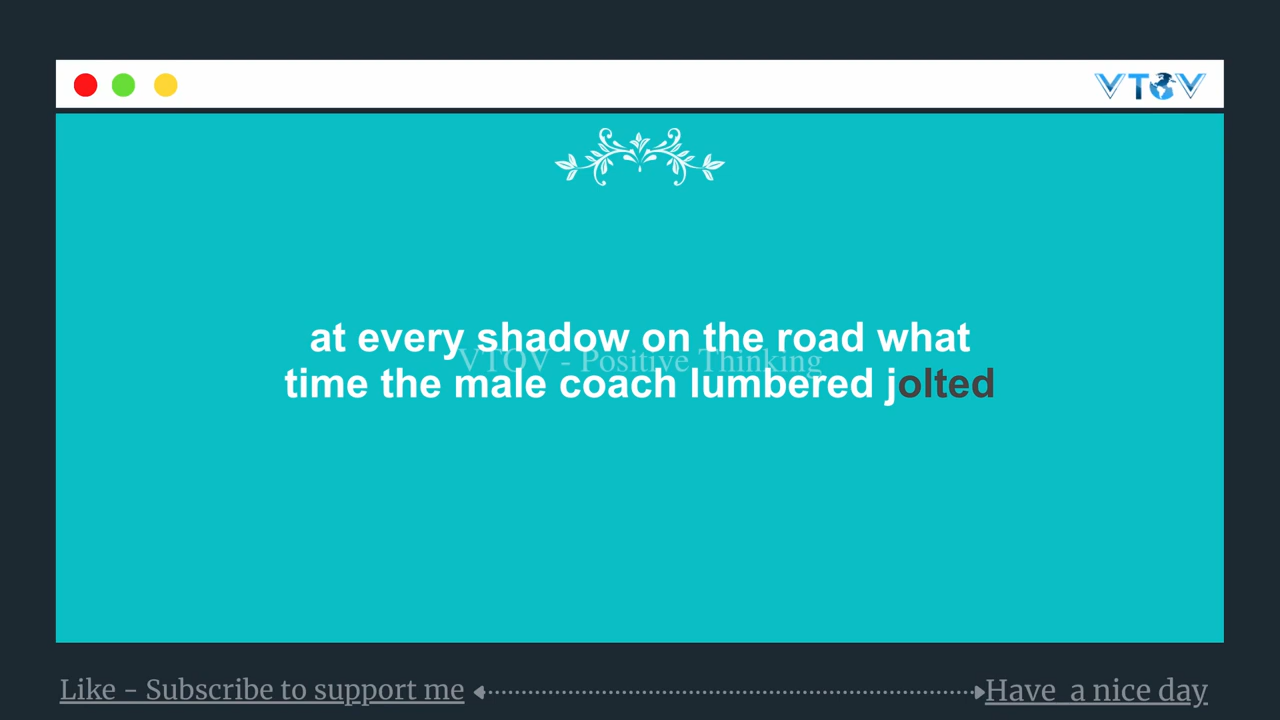 VTOV
at every shadow on the road what
VTOV - Positive Thinking
time the male coach lumbered jolted
Like - Subscribe to support me
Have a nice day